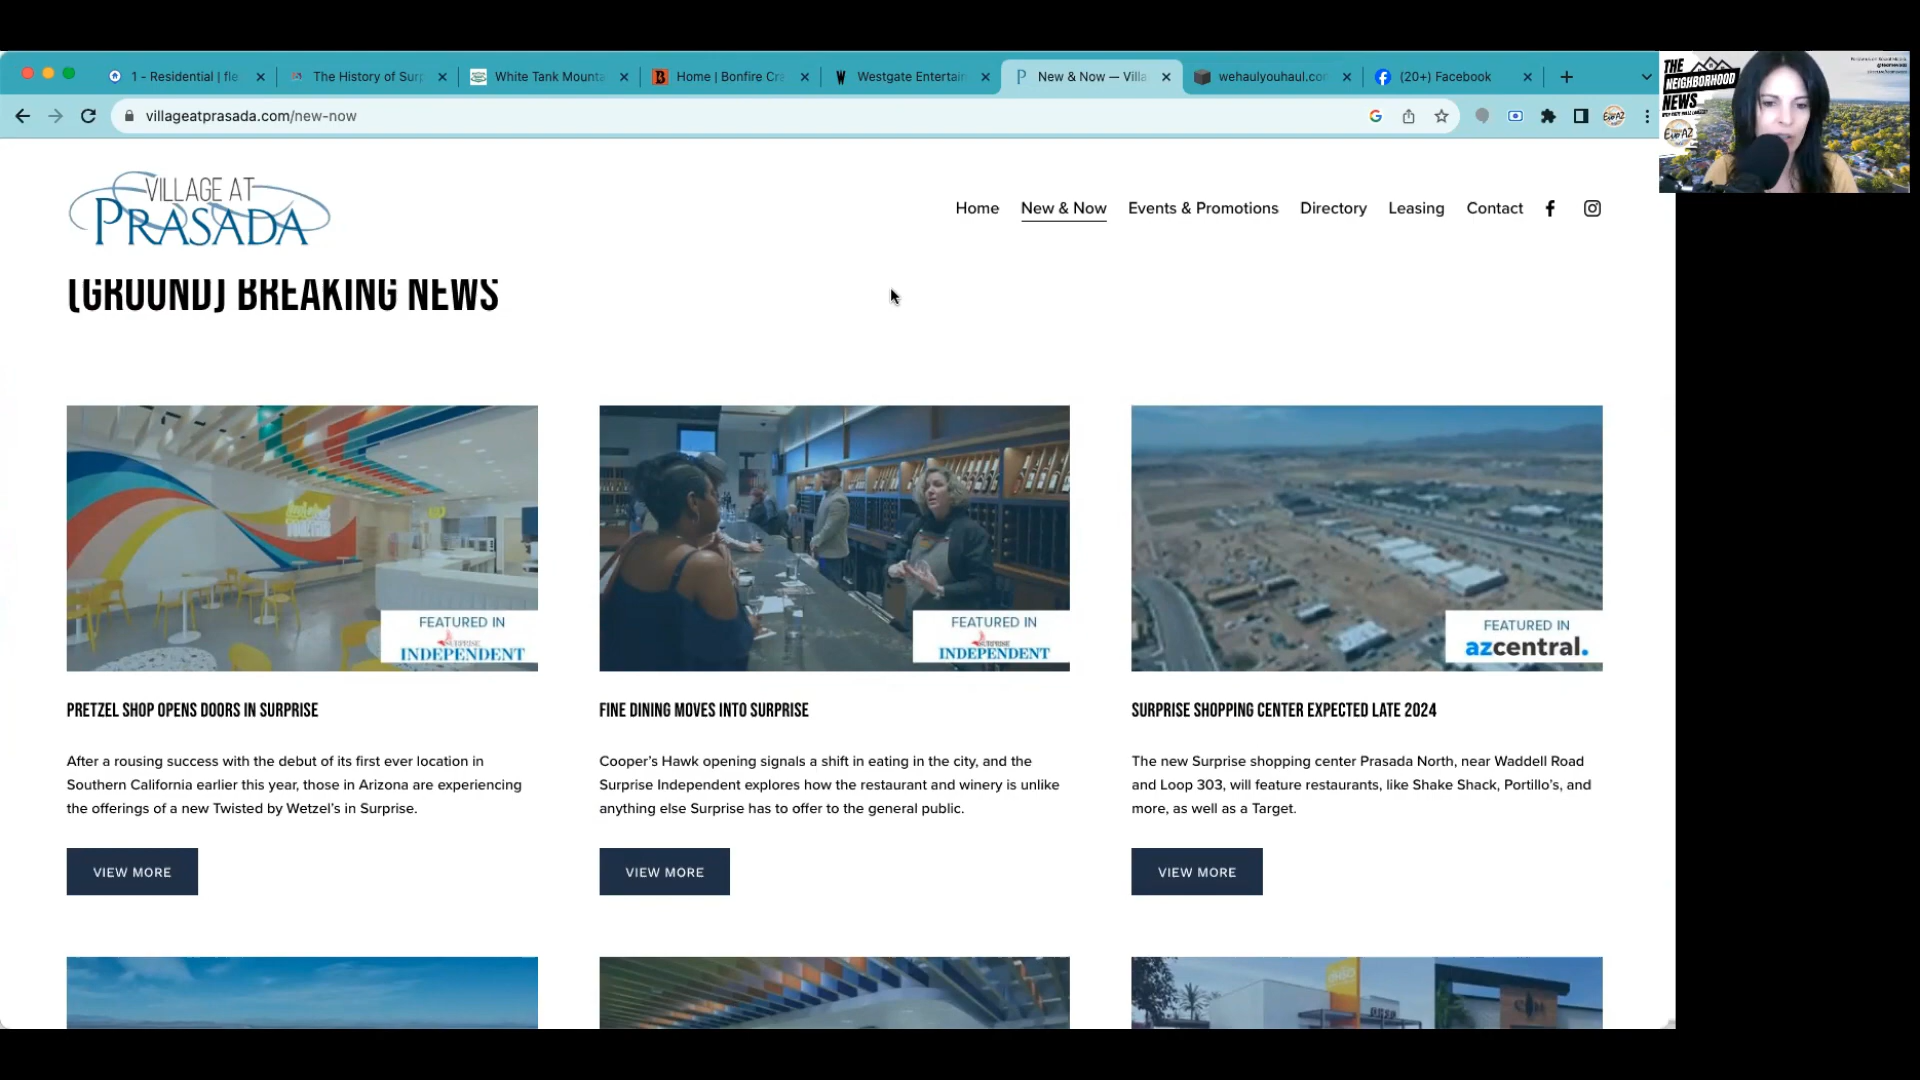 1 - Residential | fle
The History of Surp
White Tank Mounta
Home | Bonfire Cra
Westgate Entertain
New & Now — Villa
wehaulyouhaul.co
(20+) Facebook
villageatprasada.com/new-now
THE
NEIGHBORHOOD
NEWS
VILLAGE AT
PRASADA
Home
New & Now
Events & Promotions
Directory
Leasing
Contact
(GROUND) BREAKING NEWS
FEATURED IN
SURPRISE
INDEPENDENT
FEATURED IN
SURPRISE
INDEPENDENT
FEATURED IN
azcentral.
PRETZEL SHOP OPENS DOORS IN SURPRISE
After a rousing success with the debut of its first ever location in
Southern California earlier this year, those in Arizona are experiencing
the offerings of a new Twisted by Wetzel's in Surprise.
VIEW MORE
FINE DINING MOVES INTO SURPRISE
Cooper's Hawk opening signals a shift in eating in the city, and the
Surprise Independent explores how the restaurant and winery is unlike
anything else Surprise has to offer to the general public.
VIEW MORE
SURPRISE SHOPPING CENTER EXPECTED LATE 2024
The new Surprise shopping center Prasada North, near Waddell Road
and Loop 303, will feature restaurants, like Shake Shack, Portillo's, and
more, as well as a Target.
VIEW MORE